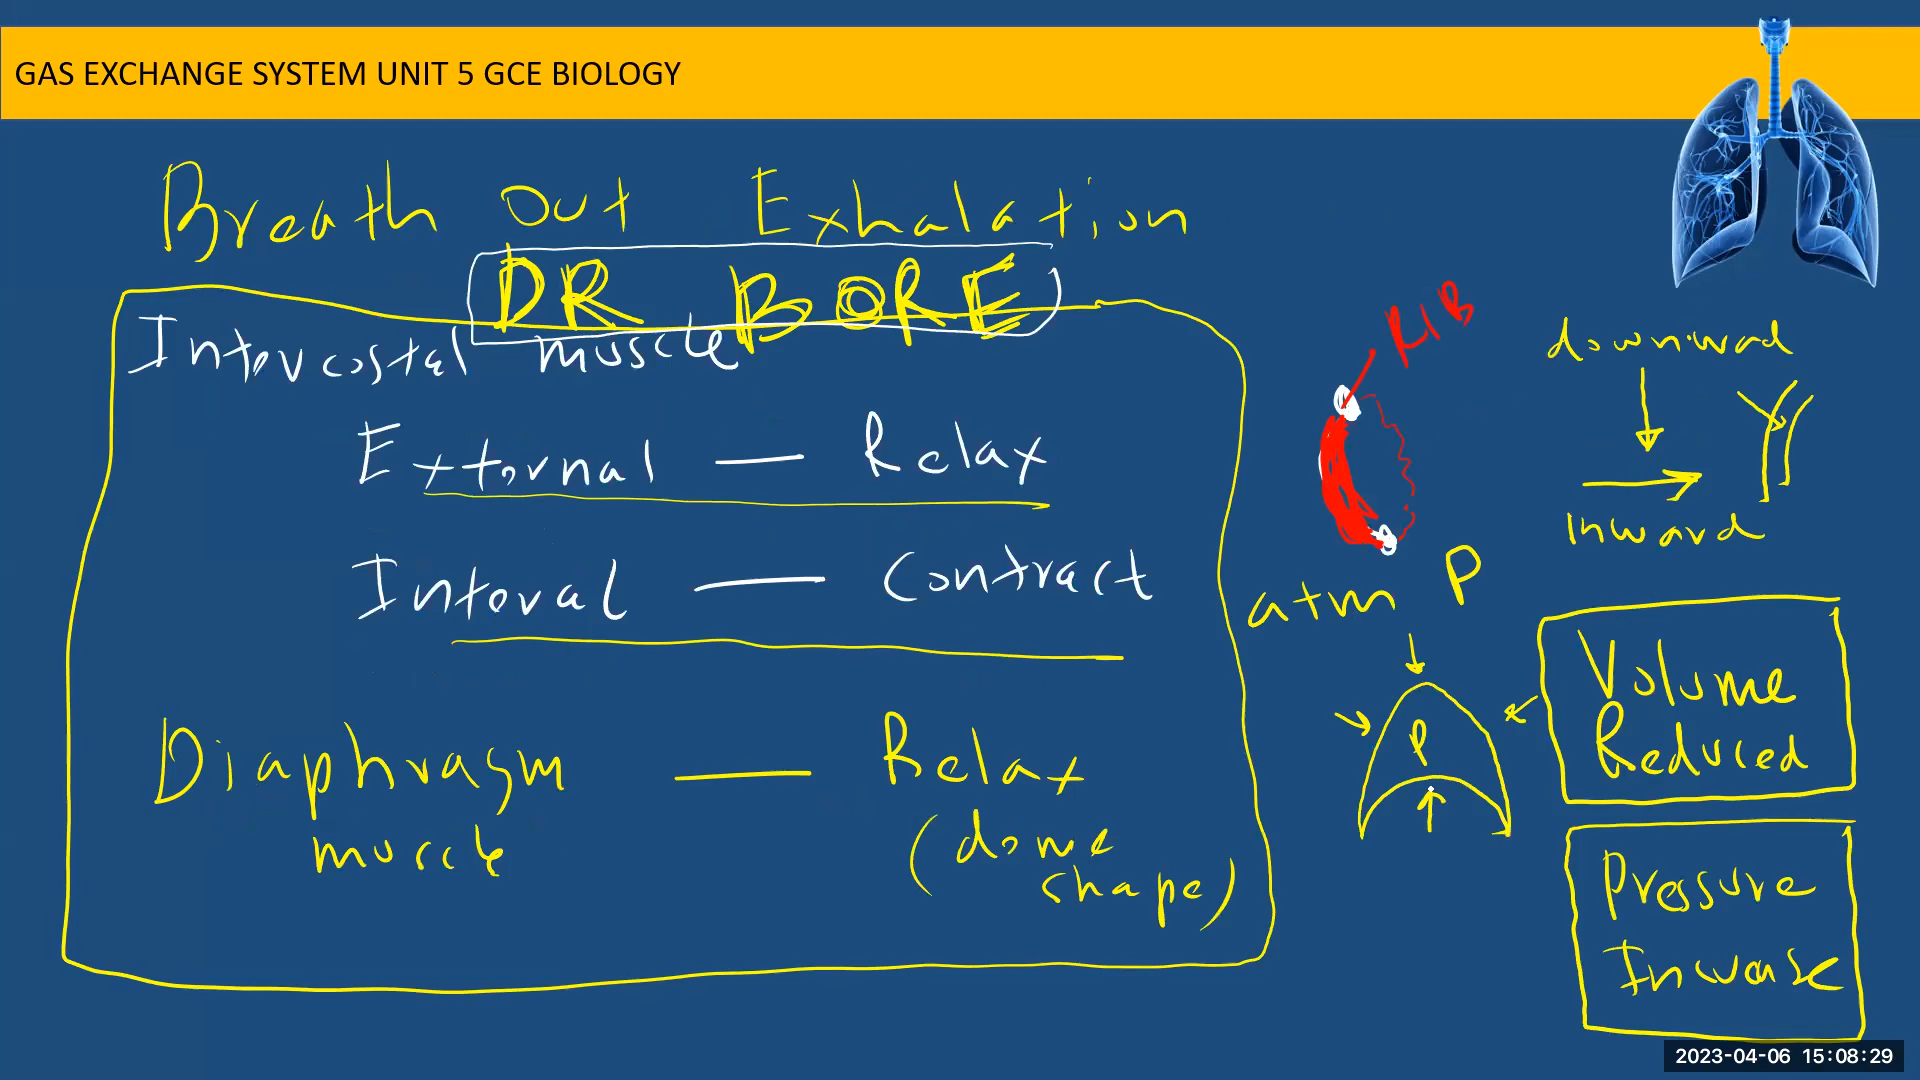 GAS EXCHANGE SYSTEM UNIT 5 GCE BIOLOGY
Breath Out Exhalation
DR BORE
Intercostal muscle
External — Relax
Internal — Contract
Diaphragm — Relax
muscle (dome
shape)
RIB
downward
inward
atm P
P
Volume
Reduced
Pressure
Increase
2023-04-06 15:08:29